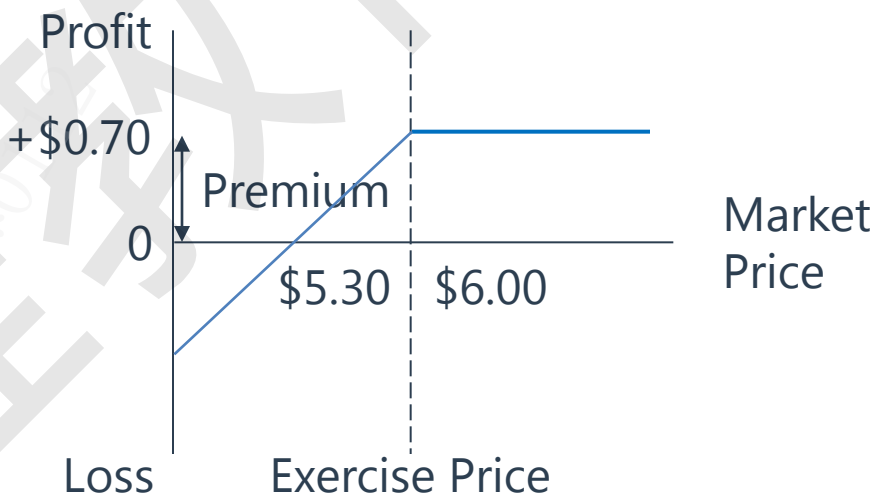 Profit
+$0.70
Premium
0
Market
Price
$5.30 $6.00
Loss
Exercise Price